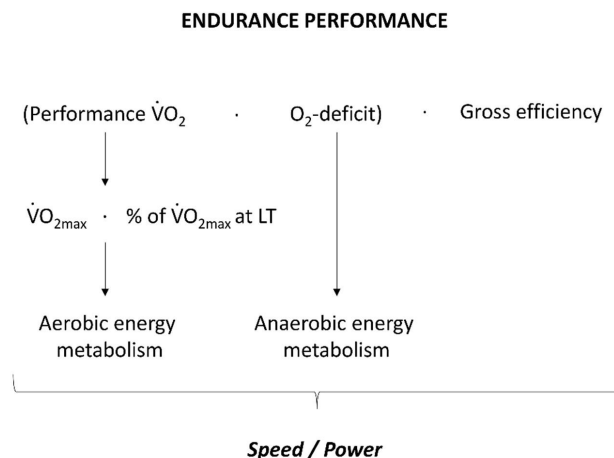 ENDURANCE PERFORMANCE
(Performance V̇O₂ · O₂-deficit) · Gross efficiency
V̇O₂max · % of V̇O₂max at LT
Aerobic energy Anaerobic energy
metabolism metabolism
Speed / Power